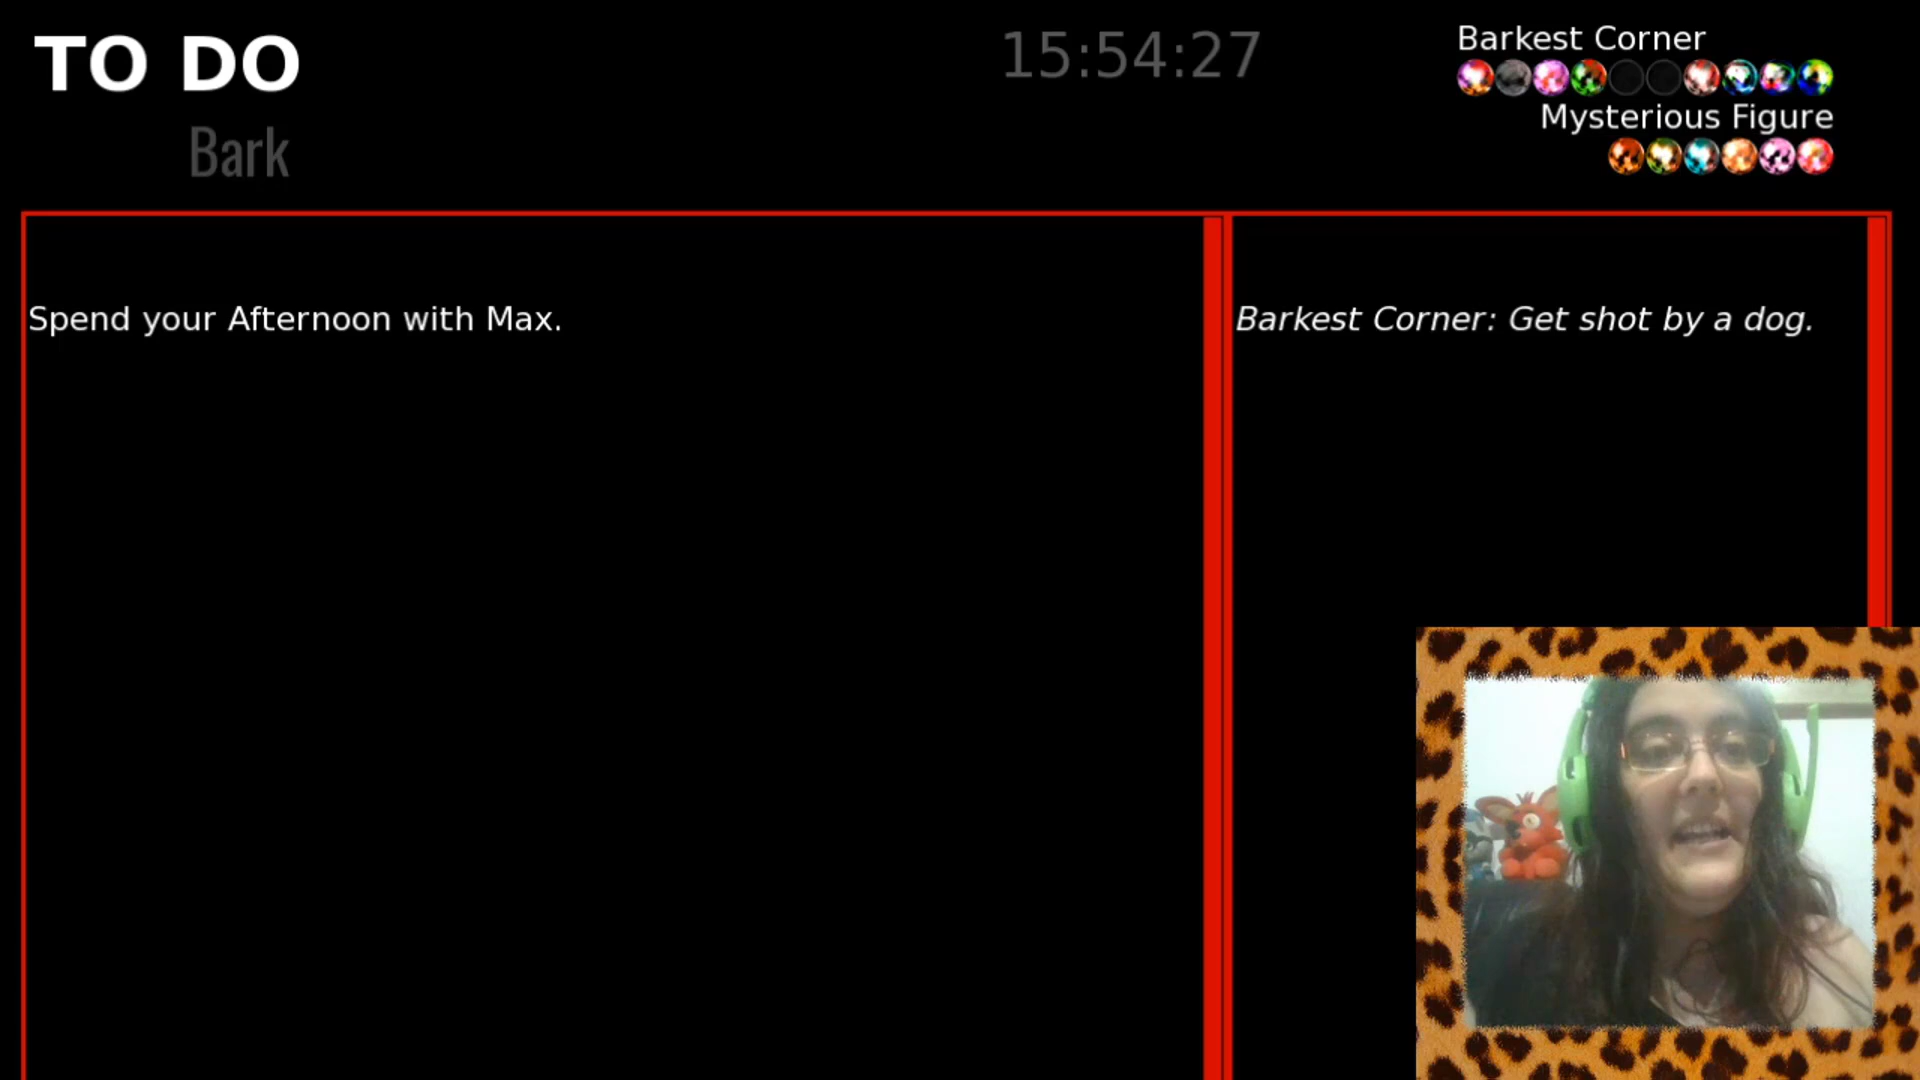 TO DO
Bark
15:54:27
Barkest Corner
Mysterious Figure
Spend your Afternoon with Max.
Barkest Corner: Get shot by a dog.